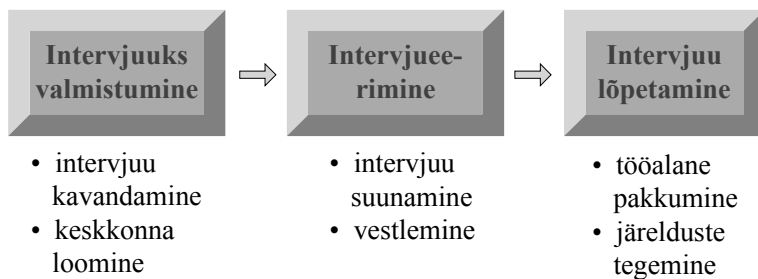 Intervjuuks
valmistumine
• intervjuu
kavandamine
• keskkonna
loomine
Intervjuee-
rimine
• intervjuu
suunamine
• vestlemine
Intervjuu
lõpetamine
• tööalane
pakkumine
• järelduste
tegemine